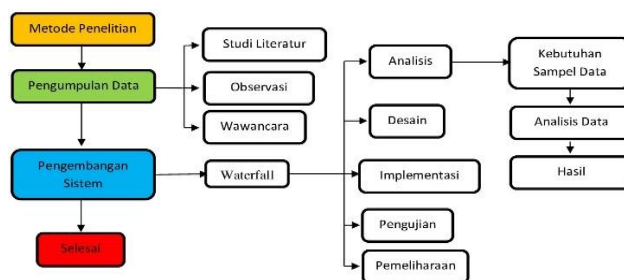 Metode Penelitian
Pengumpulan Data
Pengembangan
Sistem
Selesai
Studi Literatur
Observasi
Wawancara
Waterfall
Analisis
Desain
Implementasi
Pengujian
Pemeliharaan
Kebutuhan
Sampel Data
Analisis Data
Hasil